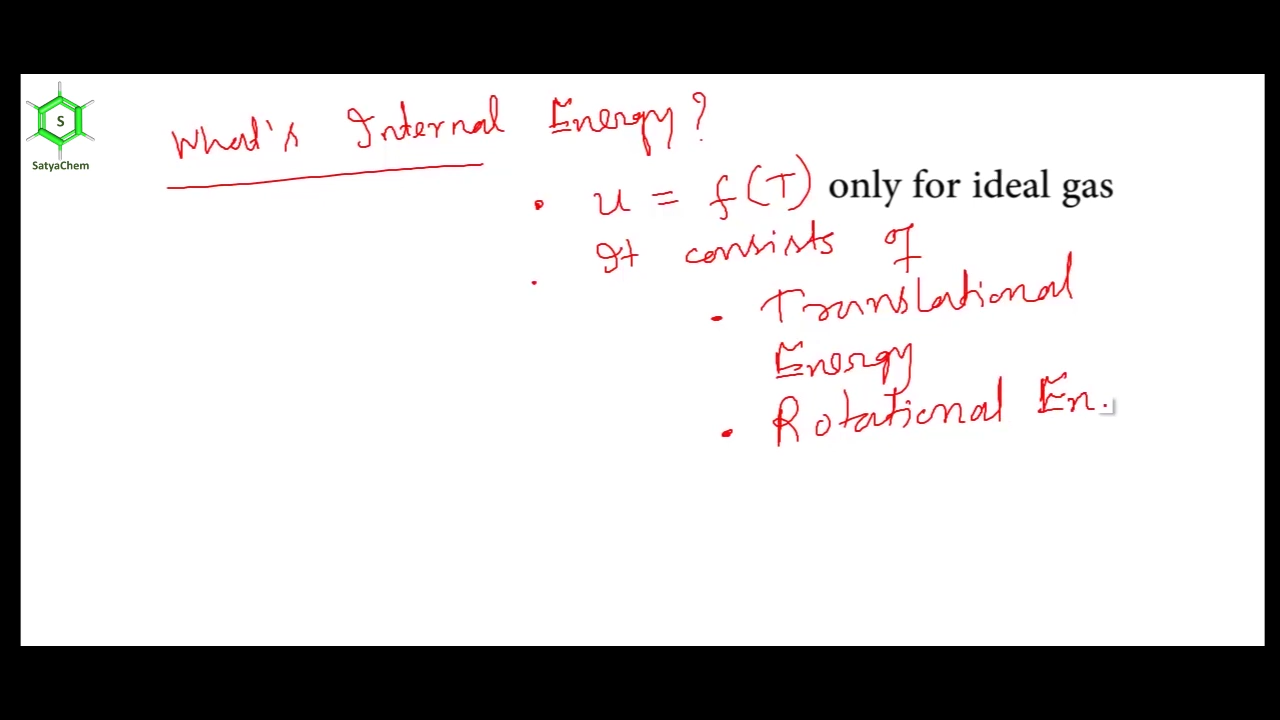 S
SatyaChem
What's Internal Energy?
• u = f(T) only for ideal gas
• It consists of
• Translational
Energy
• Rotational En.